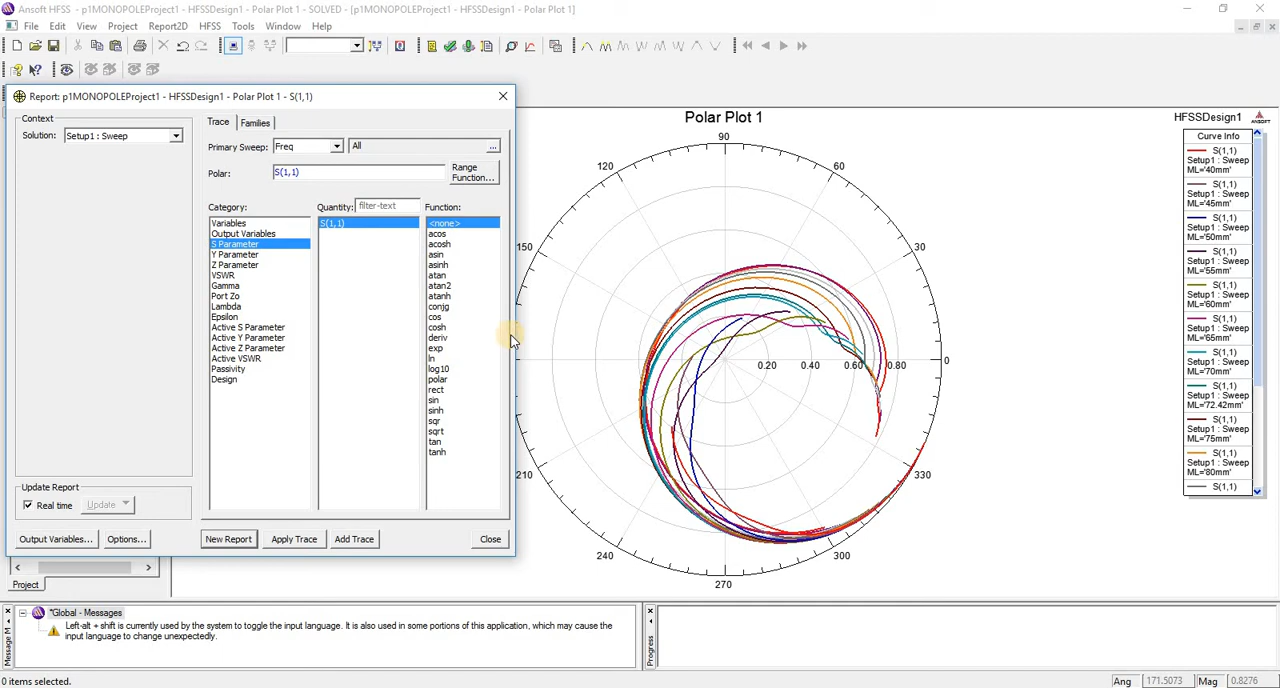 Ansoft HFSS - p1MONOPOLEProject1 - HFSSDesign1 - Polar Plot 1 - SOLVED - [p1MONOPOLEProject1 - HFSSDesign1 - Polar Plot 1]
File Edit View Project Report2D HFSS Tools Window Help
Report: p1MONOPOLEProject1 - HFSSDesign1 - Polar Plot 1 - S(1,1)
Context
Solution: Setup1 : Sweep
Trace Families
Primary Sweep: Freq All ...
Polar: S(1,1)
Range
Function...
Category:
Variables
Output Variables
S Parameter
Y Parameter
Z Parameter
VSWR
Gamma
Port Zo
Lambda
Epsilon
Active S Parameter
Active Y Parameter
Active Z Parameter
Active VSWR
Passivity
Design
Quantity: filter-text
S(1,1)
Function:
<none>
acos
acosh
asin
asinh
atan
atan2
atanh
conjg
cos
cosh
deriv
exp
ln
log10
polar
rect
sin
sinh
sqr
sqrt
tan
tanh
Update Report
Real time Update
Output Variables... Options... New Report Apply Trace Add Trace Close
Project
Polar Plot 1
90
120
60
150
30
0
0.20 0.40 0.60 0.80
210
330
240
300
270
HFSSDesign1
ANSOFT
Curve Info
S(1,1)
Setup1 : Sweep
ML='40mm'
S(1,1)
Setup1 : Sweep
ML='45mm'
S(1,1)
Setup1 : Sweep
ML='50mm'
S(1,1)
Setup1 : Sweep
ML='55mm'
S(1,1)
Setup1 : Sweep
ML='60mm'
S(1,1)
Setup1 : Sweep
ML='65mm'
S(1,1)
Setup1 : Sweep
ML='70mm'
S(1,1)
Setup1 : Sweep
ML='72.42mm'
S(1,1)
Setup1 : Sweep
ML='75mm'
S(1,1)
Setup1 : Sweep
ML='80mm'
S(1,1)
Message M
*Global - Messages
Left-alt + shift is currently used by the system to toggle the input language. It is also used in some portions of this application, which may cause the
input language to change unexpectedly.
Progress
0 items selected.
Ang 171.5073 Mag 0.8276